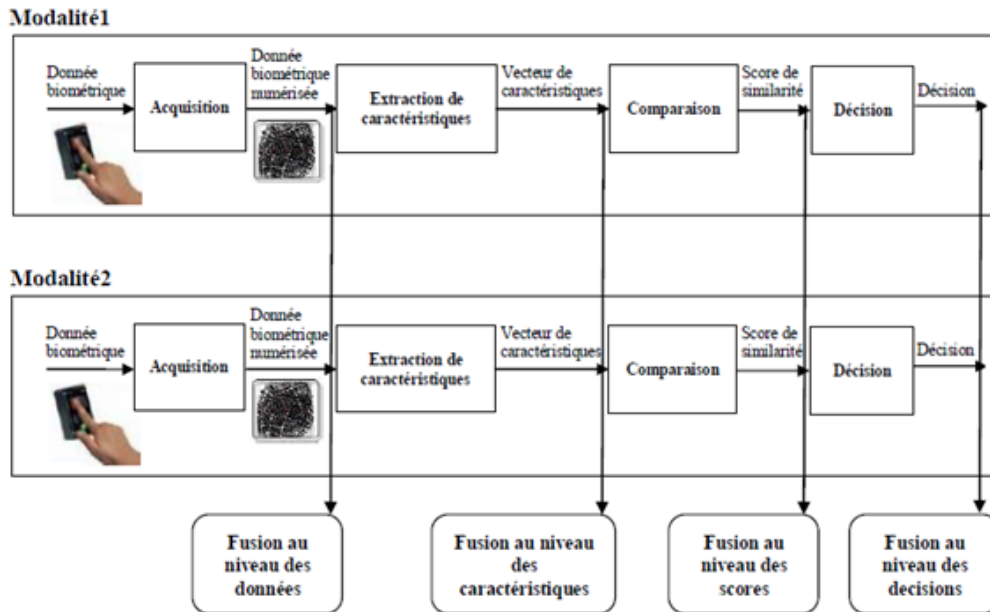 Modalité1
Donnée
biométrique
Acquisition
Donnée
biométrique
numérisée
Extraction de
caractéristiques
Vecteur de
caractéristiques
Comparaison
Score de
similarité
Décision
Décision
Modalité2
Donnée
biométrique
Acquisition
Donnée
biométrique
numérisée
Extraction de
caractéristiques
Vecteur de
caractéristiques
Comparaison
Score de
similarité
Décision
Décision
Fusion au
niveau des
données
Fusion au niveau
des
caractéristiques
Fusion au
niveau des
scores
Fusion au
niveau des
decisions